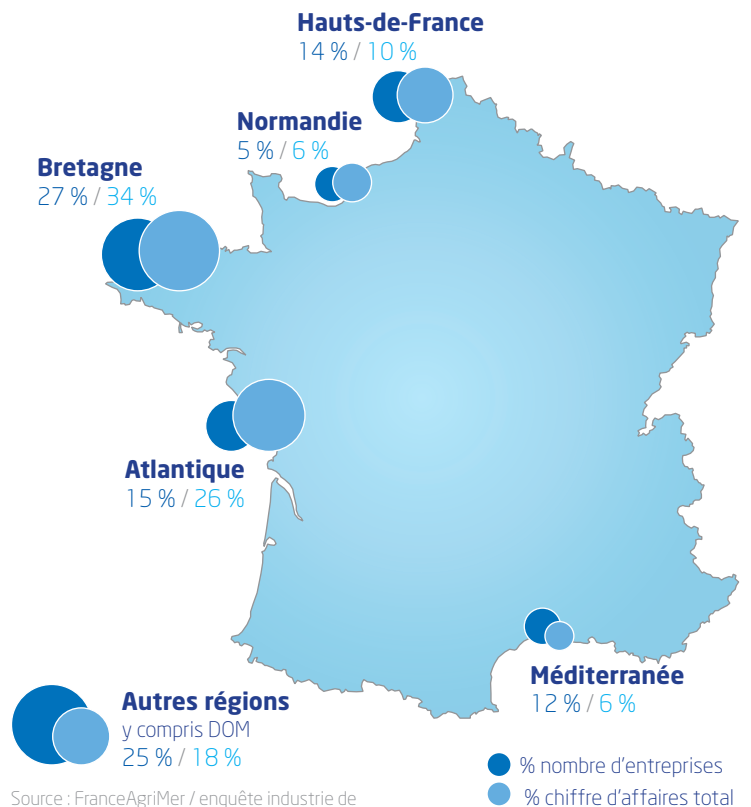 Hauts-de-France
14 % / 10 %
Normandie
5 % / 6 %
Bretagne
27 % / 34 %
Atlantique
15 % / 26 %
Méditerranée
12 % / 6 %
Autres régions
y compris DOM
25 % / 18 %
% nombre d'entreprises
% chiffre d'affaires total
Source : FranceAgriMer / enquête industrie de